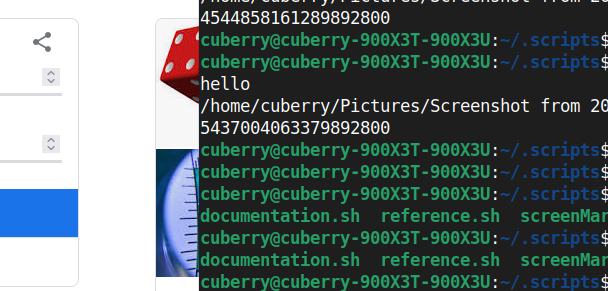 /home/cuberry/Pictures/Screenshot from 20
4544858161289892800
cuberry@cuberry-900X3T-900X3U:~/.scripts$
cuberry@cuberry-900X3T-900X3U:~/.scripts$
hello
/home/cuberry/Pictures/Screenshot from 20
5437004063379892800
cuberry@cuberry-900X3T-900X3U:~/.scripts$
cuberry@cuberry-900X3T-900X3U:~/.scripts$
cuberry@cuberry-900X3T-900X3U:~/.scripts$
documentation.sh reference.sh screenMar
cuberry@cuberry-900X3T-900X3U:~/.scripts$
documentation.sh reference.sh screenMar
cuberry@cuberry-900X3T-900X3U:~/.scripts$